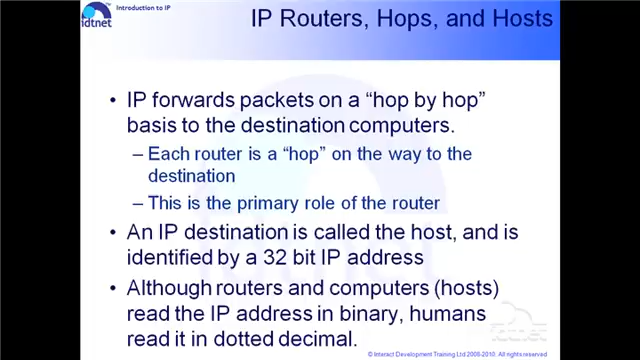 idtnet
Introduction to IP
IP Routers, Hops, and Hosts
• IP forwards packets on a “hop by hop”
basis to the destination computers.
– Each router is a “hop” on the way to the
destination
– This is the primary role of the router
• An IP destination is called the host, and is
identified by a 32 bit IP address
• Although routers and computers (hosts)
read the IP address in binary, humans
read it in dotted decimal.
idtnet
idtnet
© Interact Development Training Ltd 2008-2010. All rights reserved